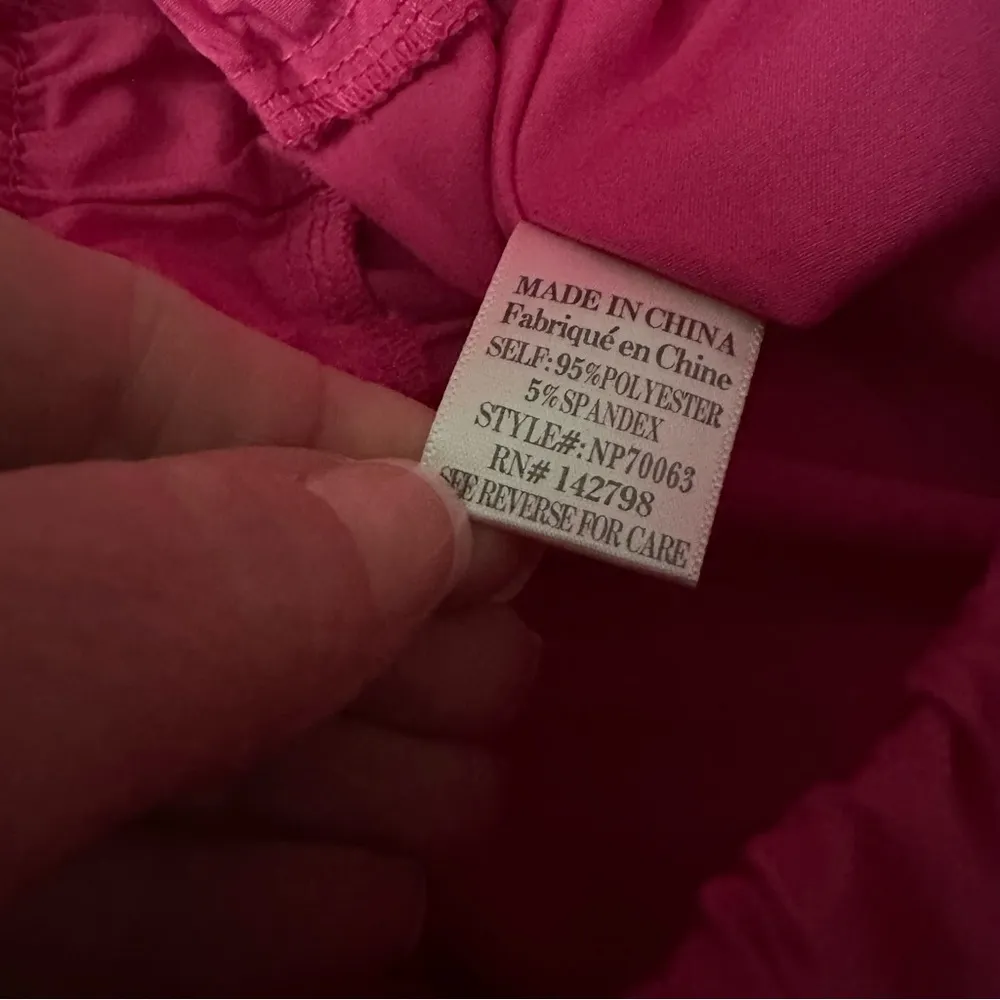 MADE IN CHINA
Fabriqué en Chine
SELF: 95%POLYESTER
5%SPANDEX
STYLE#: NP70063
RN# 142798
SEE REVERSE FOR CARE